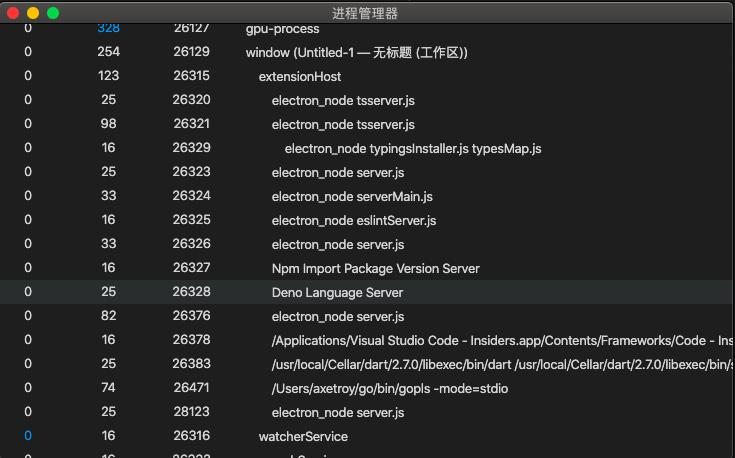 进程管理器
0 328 26127 gpu-process
0 254 26129 window (Untitled-1 — 无标题 (工作区))
0 123 26315 extensionHost
0 25 26320 electron_node tsserver.js
0 98 26321 electron_node tsserver.js
0 16 26329 electron_node typingsInstaller.js typesMap.js
0 25 26323 electron_node server.js
0 33 26324 electron_node serverMain.js
0 16 26325 electron_node eslintServer.js
0 33 26326 electron_node server.js
0 16 26327 Npm Import Package Version Server
0 25 26328 Deno Language Server
0 82 26376 electron_node server.js
0 16 26378 /Applications/Visual Studio Code - Insiders.app/Contents/Frameworks/Code - Ins
0 25 26383 /usr/local/Cellar/dart/2.7.0/libexec/bin/dart /usr/local/Cellar/dart/2.7.0/libexec/bin/s
0 74 26471 /Users/axetroy/go/bin/gopls -mode=stdio
0 25 28123 electron_node server.js
0 16 26316 watcherService